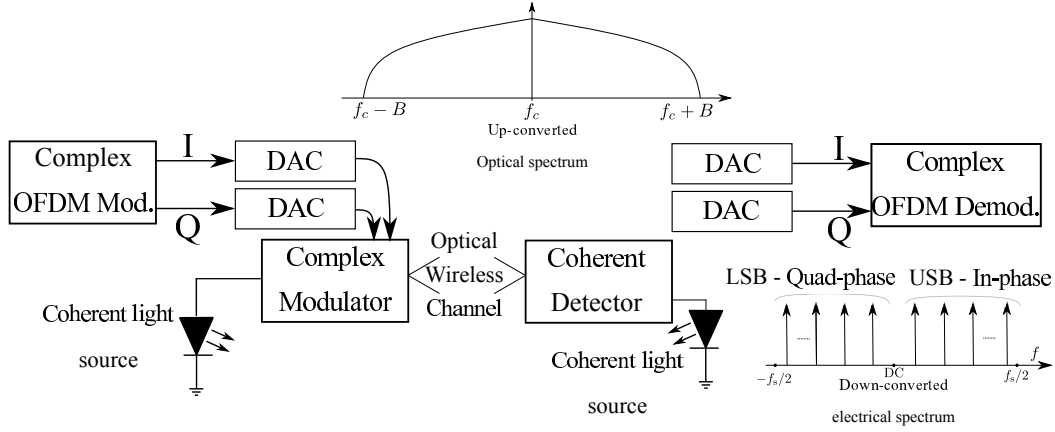 f_c − B
f_c
f_c + B
Up-converted
Optical spectrum
Complex
OFDM Mod.
I
Q
DAC
DAC
Complex
Modulator
Coherent light
source
Optical
Wireless
Channel
Coherent
Detector
Coherent light
source
DAC
DAC
I
Q
Complex
OFDM Demod.
LSB - Quad-phase
USB - In-phase
......
......
−f_s/2
DC
f_s/2
f
Down-converted
electrical spectrum